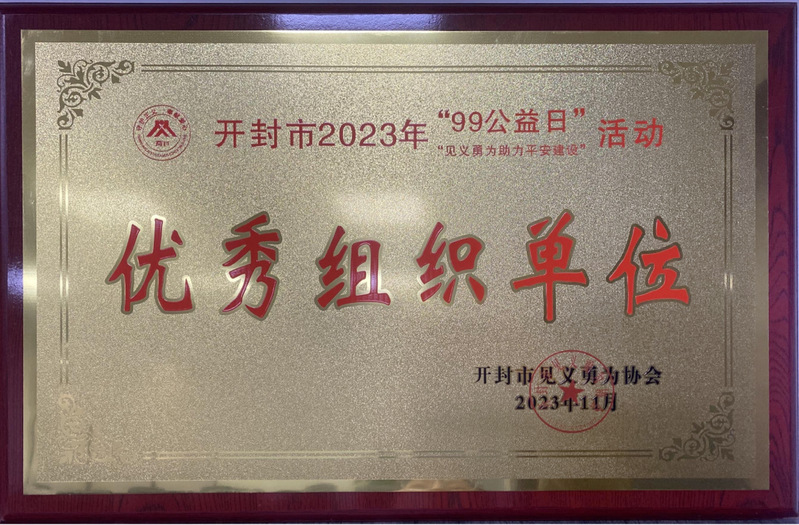 开封市2023年“99公益日”活动
“见义勇为助力平安建设”
优秀组织单位
开封市见义勇为协会
2023年11月